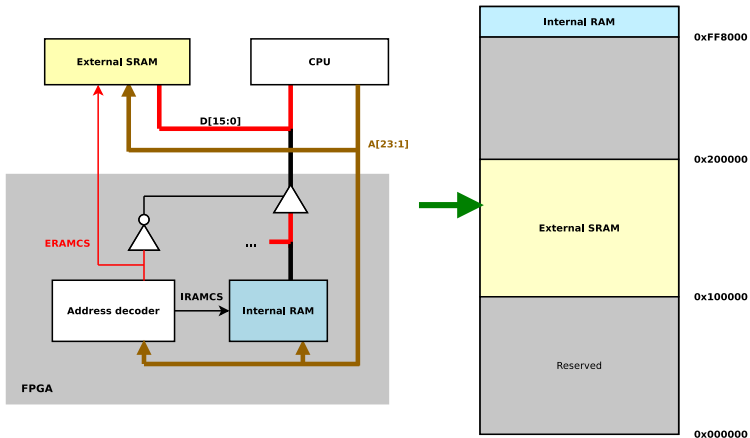 External SRAM
CPU
D[15:0]
A[23:1]
ERAMCS
...
Address decoder
IRAMCS
Internal RAM
FPGA
Internal RAM
0xFF8000
0x200000
External SRAM
0x100000
Reserved
0x000000